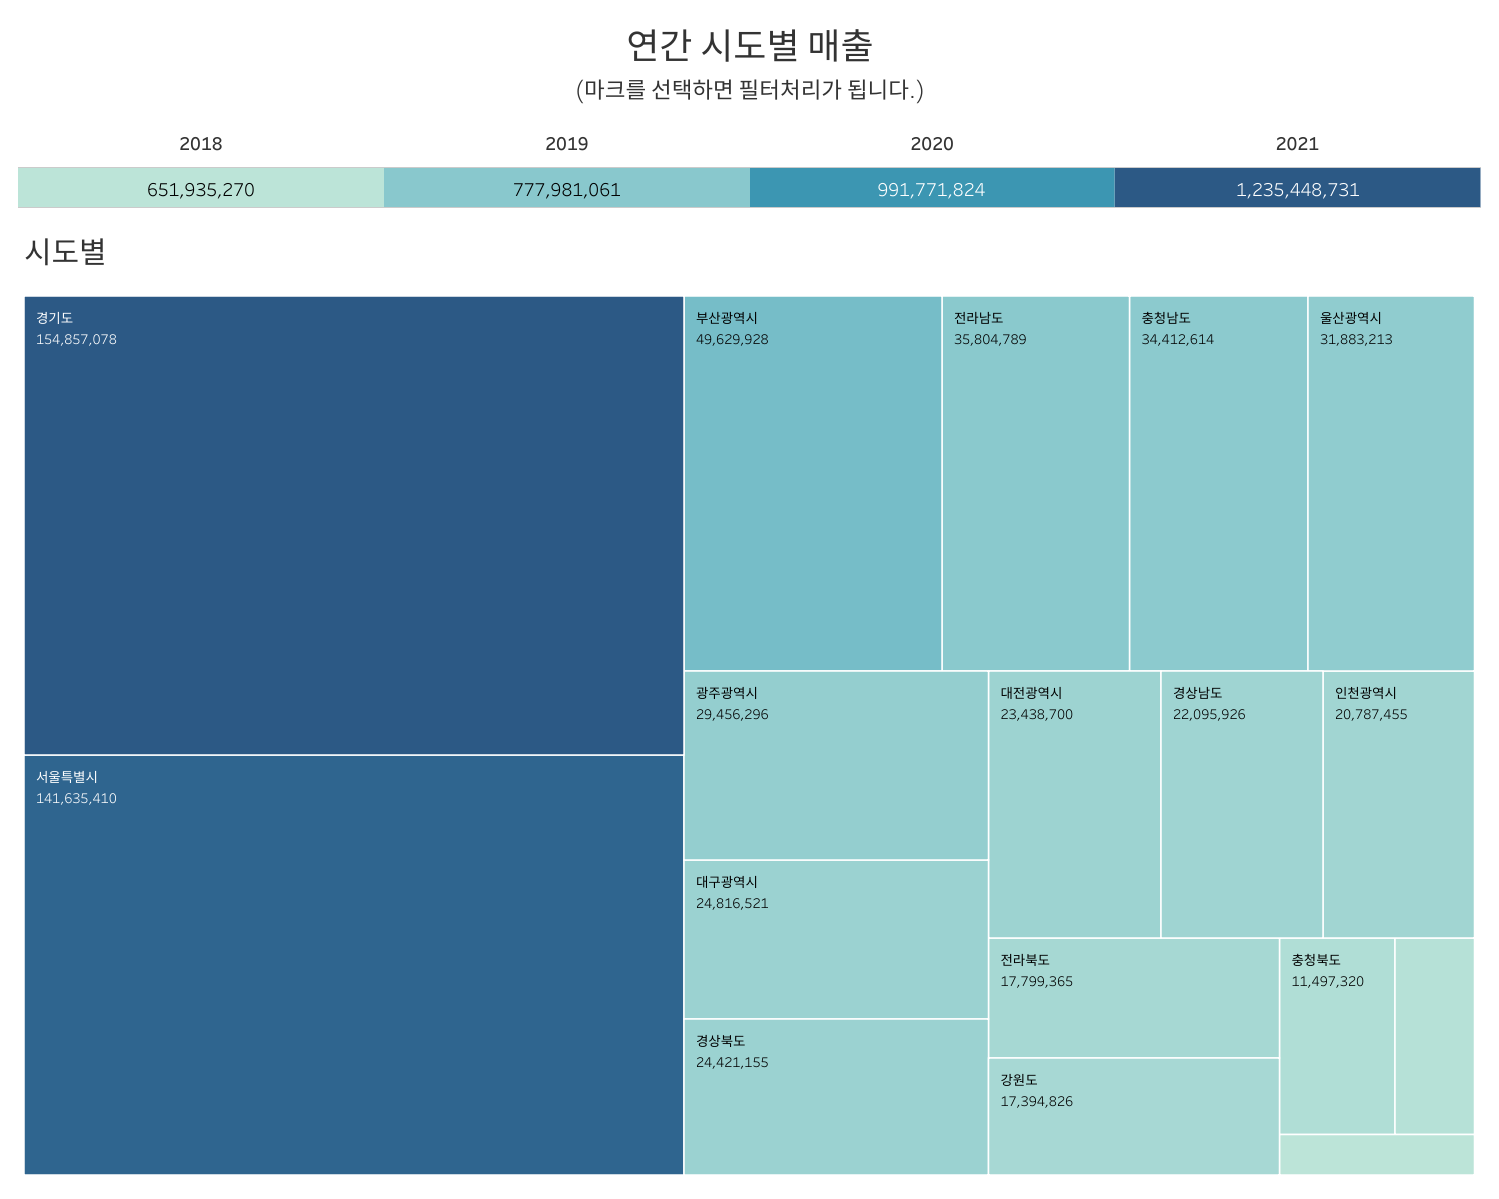 연간 시도별 매출
(마크를 선택하면 필터처리가 됩니다.)
2018 2019 2020 2021
651,935,270 777,981,061 991,771,824 1,235,448,731
시도별
경기도
154,857,078
서울특별시
141,635,410
부산광역시
49,629,928
전라남도
35,804,789
충청남도
34,412,614
울산광역시
31,883,213
광주광역시
29,456,296
대구광역시
24,816,521
경상북도
24,421,155
대전광역시
23,438,700
경상남도
22,095,926
인천광역시
20,787,455
전라북도
17,799,365
강원도
17,394,826
충청북도
11,497,320